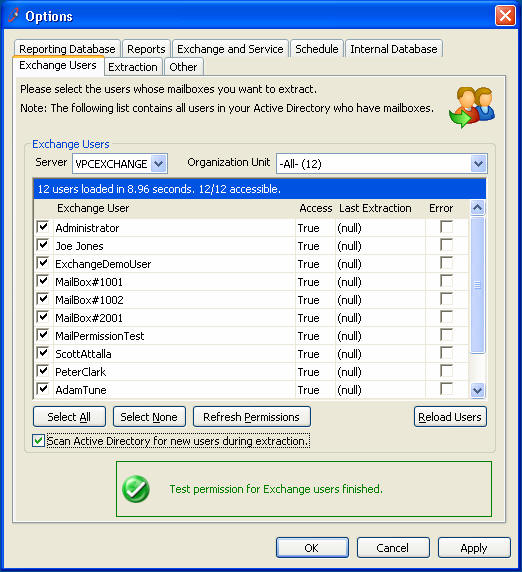 Options
Reporting Database Reports Exchange and Service Schedule Internal Database
Exchange Users Extraction Other
Please select the users whose mailboxes you want to extract.
Note: The following list contains all users in your Active Directory who have mailboxes.
Exchange Users
Server VPCEXCHANGE Organization Unit -All- (12)
12 users loaded in 8.96 seconds. 12/12 accessible.
Exchange User Access Last Extraction Error
Administrator True (null)
Joe Jones True (null)
ExchangeDemoUser True (null)
MailBox#1001 True (null)
MailBox#1002 True (null)
MailBox#2001 True (null)
MailPermissionTest True (null)
ScottAttalla True (null)
PeterClark True (null)
AdamTune True (null)
Select All Select None Refresh Permissions Reload Users
Scan Active Directory for new users during extraction.
Test permission for Exchange users finished.
OK Cancel Apply